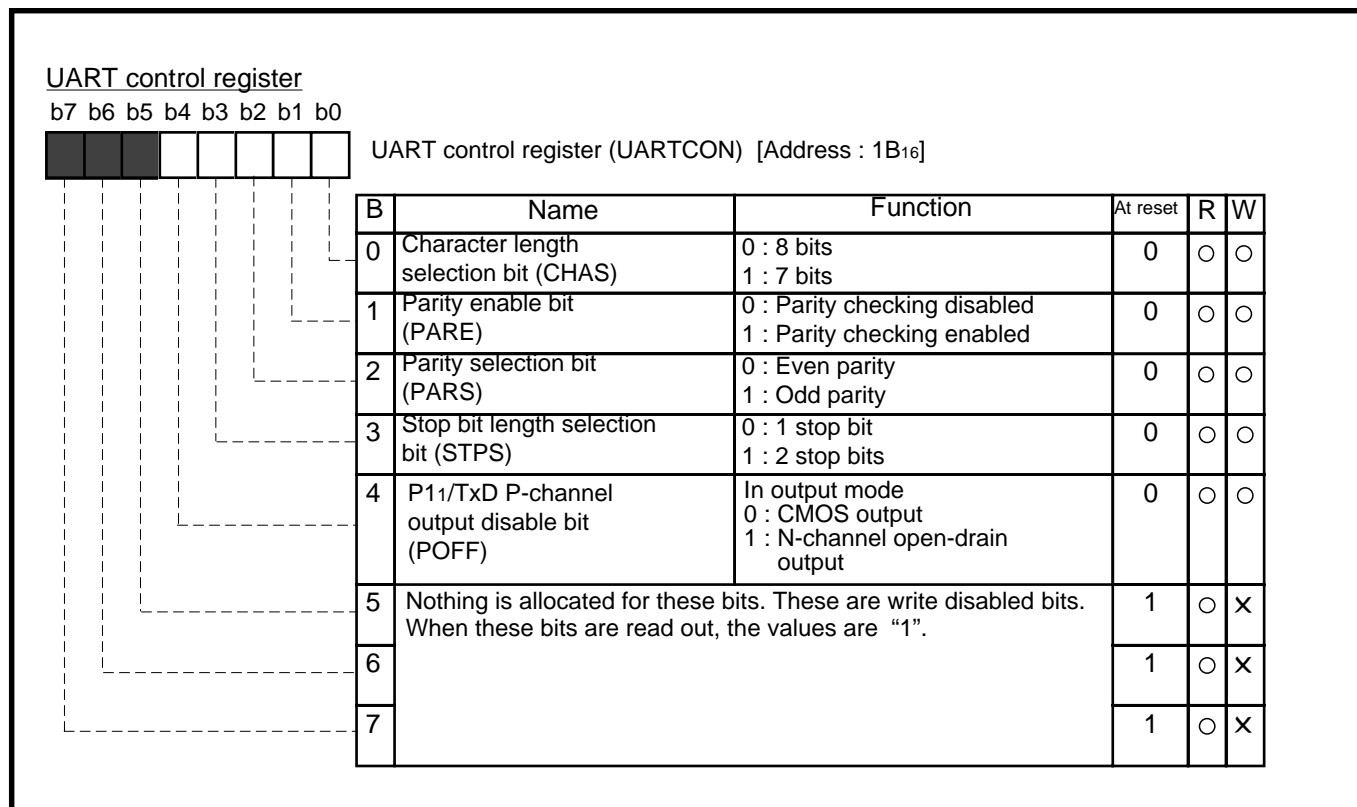 UART control register
b7 b6 b5 b4 b3 b2 b1 b0
UART control register (UARTCON) [Address : 1B16]
B Name Function At reset R W
0 Character length 0 : 8 bits 0 ○ ○
selection bit (CHAS) 1 : 7 bits
1 Parity enable bit 0 : Parity checking disabled 0 ○ ○
(PARE) 1 : Parity checking enabled
2 Parity selection bit 0 : Even parity 0 ○ ○
(PARS) 1 : Odd parity
3 Stop bit length selection 0 : 1 stop bit 0 ○ ○
bit (STPS) 1 : 2 stop bits
4 P11/TxD P-channel In output mode 0 ○ ○
output disable bit 0 : CMOS output
(POFF) 1 : N-channel open-drain
output
5 Nothing is allocated for these bits. These are write disabled bits. 1 ○ ×
When these bits are read out, the values are “1”.
6 1 ○ ×
7 1 ○ ×